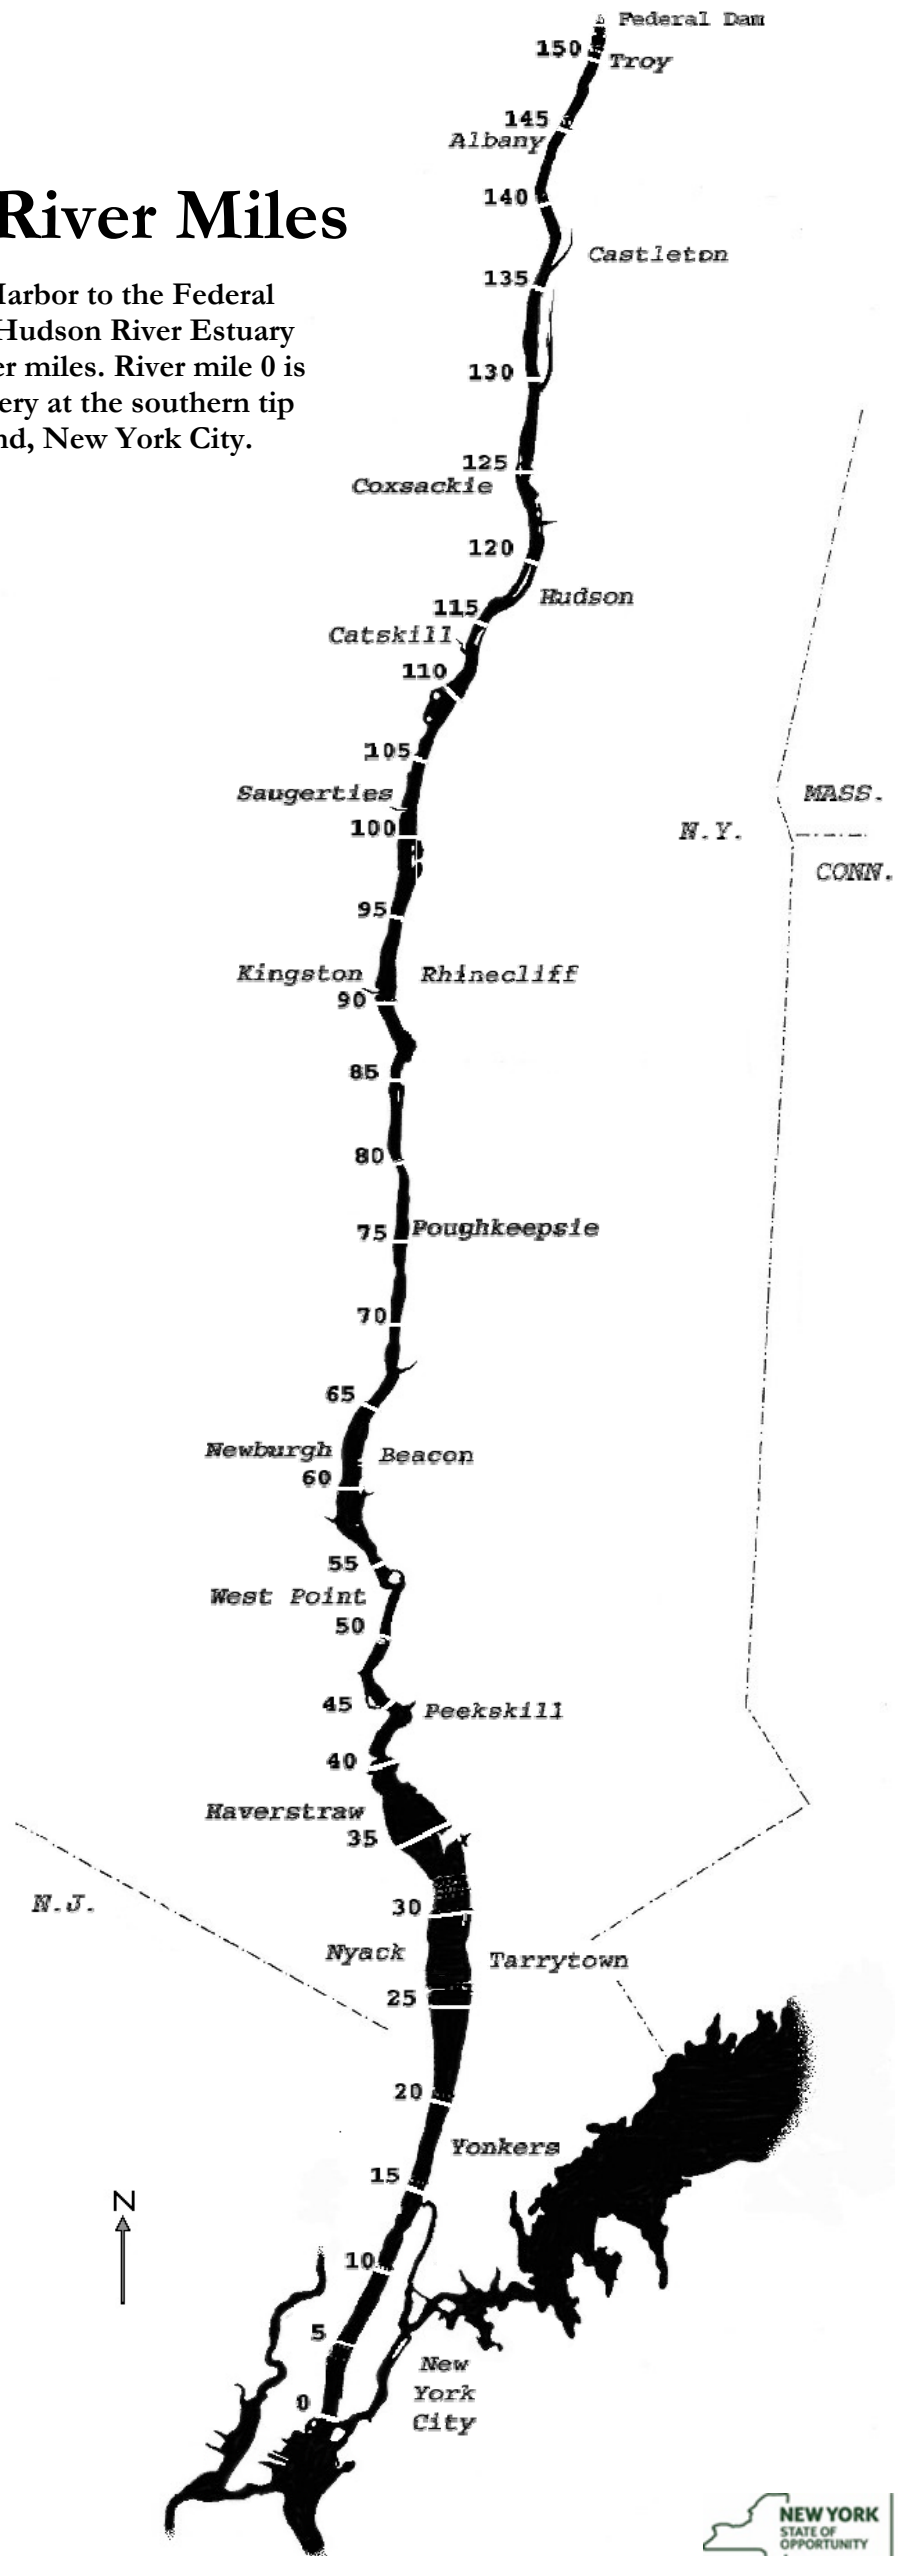 Federal Dam
150
Troy
145
Albany
140
River Miles
Castleton
135
Harbor to the Federal
Hudson River Estuary
er miles. River mile 0 is
130
ery at the southern tip
nd, New York City.
125
Coxsackie
120
Hudson
115
Catskill
110
105
Saugerties
MASS.
100
N.Y.
CONN.
95
Kingston
Rhinecliff
90
85
80
75
Poughkeepsie
70
65
Newburgh
Beacon
60
55
West Point
50
45
Peekskill
40
Haverstraw
35
N.J.
30
Nyack
Tarrytown
25
20
Yonkers
15
N
10
5
New
York
City
0
NEW YORK
STATE OF
OPPORTUNITY